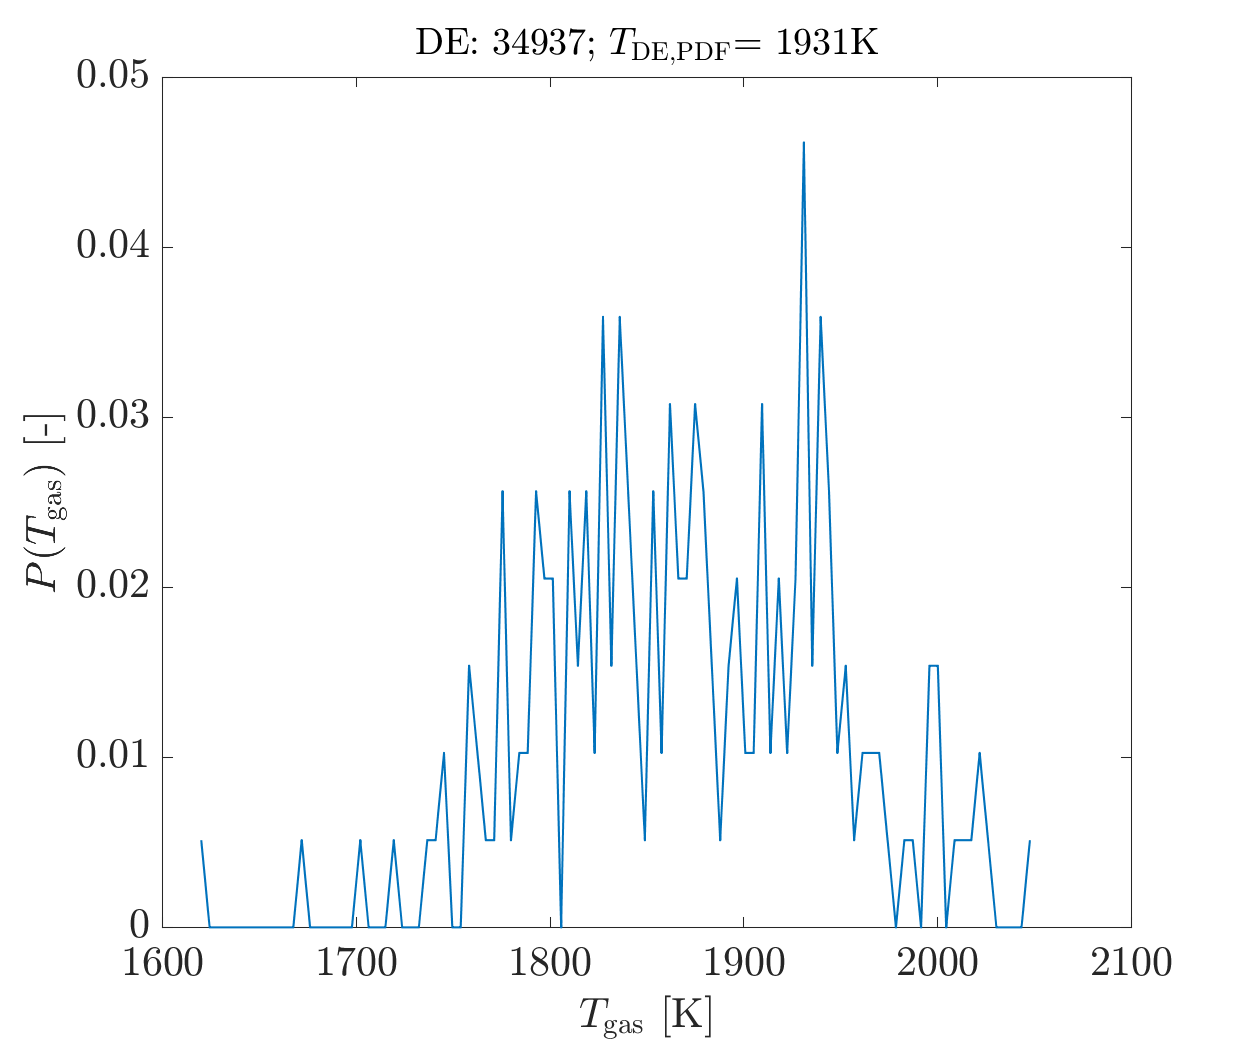 DE: 34937; T_DE,PDF= 1931K
0.05
0.04
0.03
0.02
0.01
0
P(T_gas) [-]
1600 1700 1800 1900 2000 2100
T_gas [K]